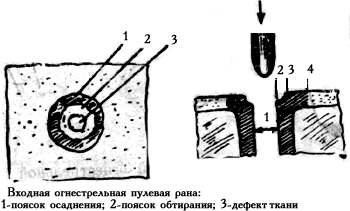 1 2 3
2 3 4
1
Входная огнестрельная пулевая рана:
1-поясок осаднения; 2-поясок обтирания; 3-дефект ткани